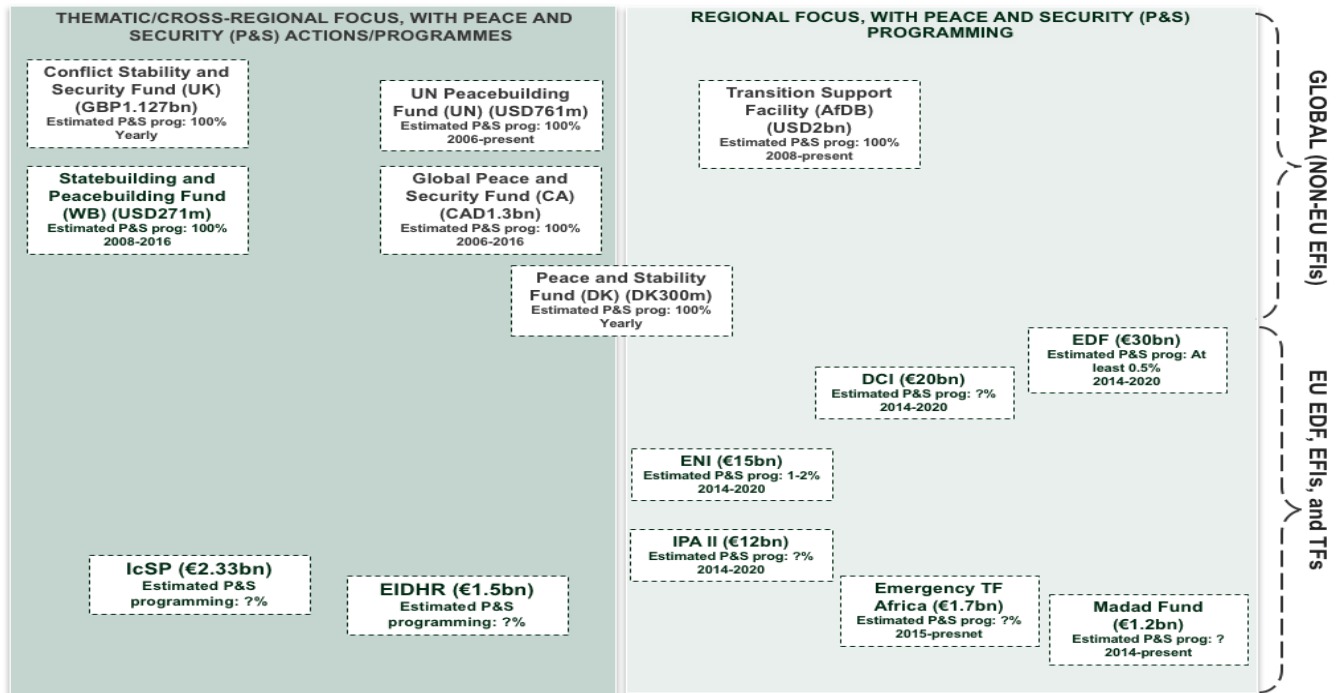 THEMATIC/CROSS-REGIONAL FOCUS, WITH PEACE AND
SECURITY (P&S) ACTIONS/PROGRAMMES
REGIONAL FOCUS, WITH PEACE AND SECURITY (P&S)
PROGRAMMING
Conflict Stability and
Security Fund (UK)
(GBP1.127bn)
Estimated P&S prog: 100%
Yearly
UN Peacebuilding
Fund (UN) (USD761m)
Estimated P&S prog: 100%
2006-present
Transition Support
Facility (AfDB)
(USD2bn)
Estimated P&S prog: 100%
2008-present
Statebuilding and
Peacebuilding Fund
(WB) (USD271m)
Estimated P&S prog: 100%
2008-2016
Global Peace and
Security Fund (CA)
(CAD1.3bn)
Estimated P&S prog: 100%
2006-2016
Peace and Stability
Fund (DK) (DK300m)
Estimated P&S prog: 100%
Yearly
GLOBAL (NON-EU EFIs)
EDF (€30bn)
Estimated P&S prog: At
least 0.5%
2014-2020
DCI (€20bn)
Estimated P&S prog: ?%
2014-2020
ENI (€15bn)
Estimated P&S prog: 1-2%
2014-2020
IPA II (€12bn)
Estimated P&S prog: ?%
2014-2020
IcSP (€2.33bn)
Estimated P&S
programming: ?%
EIDHR (€1.5bn)
Estimated P&S
programming: ?%
Emergency TF
Africa (€1.7bn)
Estimated P&S prog: ?%
2015-presnet
Madad Fund
(€1.2bn)
Estimated P&S prog: ?
2014-present
EU EDF, EFIs, and TFs